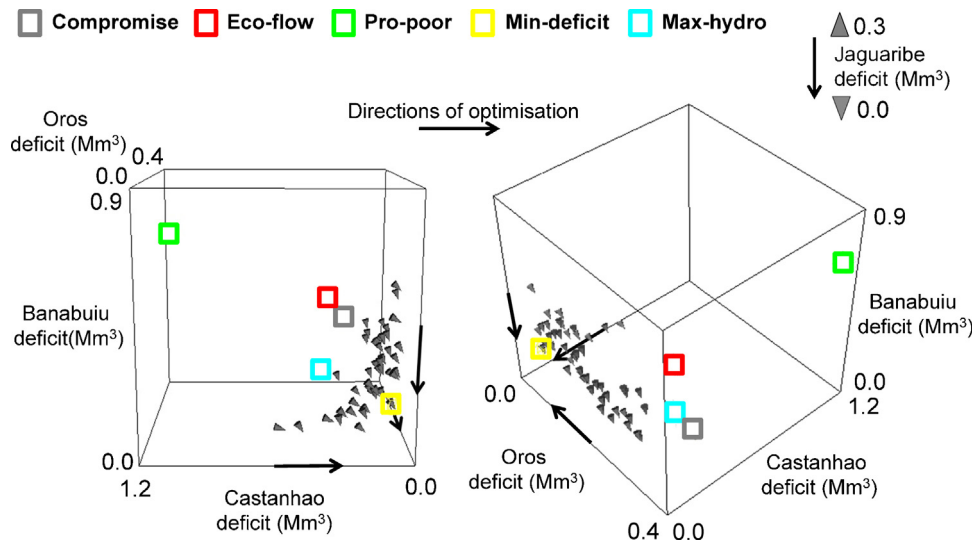 Compromise Eco-flow Pro-poor Min-deficit Max-hydro
0.3
Jaguaribe
deficit (Mm³)
0.0
Directions of optimisation
Oros
deficit (Mm³)
0.4
0.0
0.9
Banabuiu
deficit(Mm³)
0.0
1.2
Castanhao
deficit (Mm³)
0.0
0.9
Banabuiu
deficit (Mm³)
0.0
1.2
0.0
Oros
deficit (Mm³)
Castanhao
deficit (Mm³)
0.4 0.0